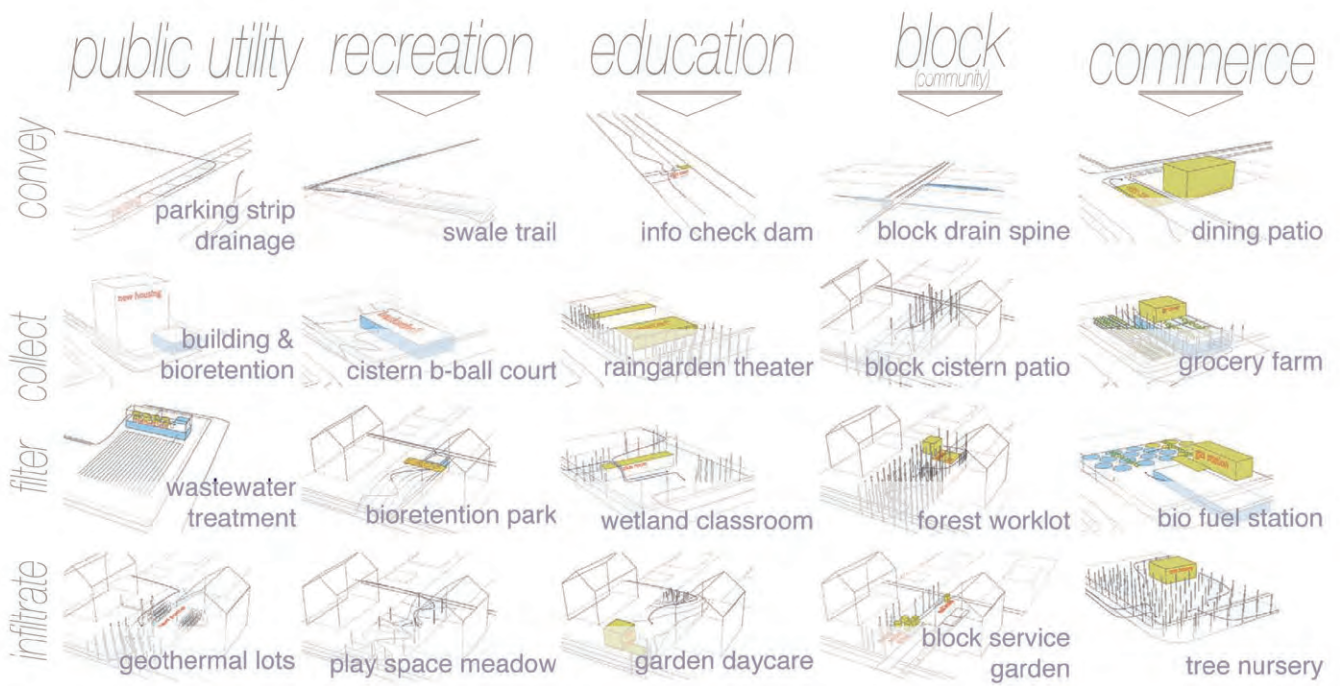 public utility
recreation
education
block
(community)
commerce
convey
parking strip
drainage
swale trail
info check dam
block drain spine
dining patio
collect
new housing
building &
bioretention
cistern b-ball court
raingarden theater
block cistern patio
grocery farm
filter
wastewater
treatment
bioretention park
wetland classroom
forest worklot
gas station
bio fuel station
infiltrate
geothermal lots
play space meadow
garden daycare
block service
garden
tree nursery